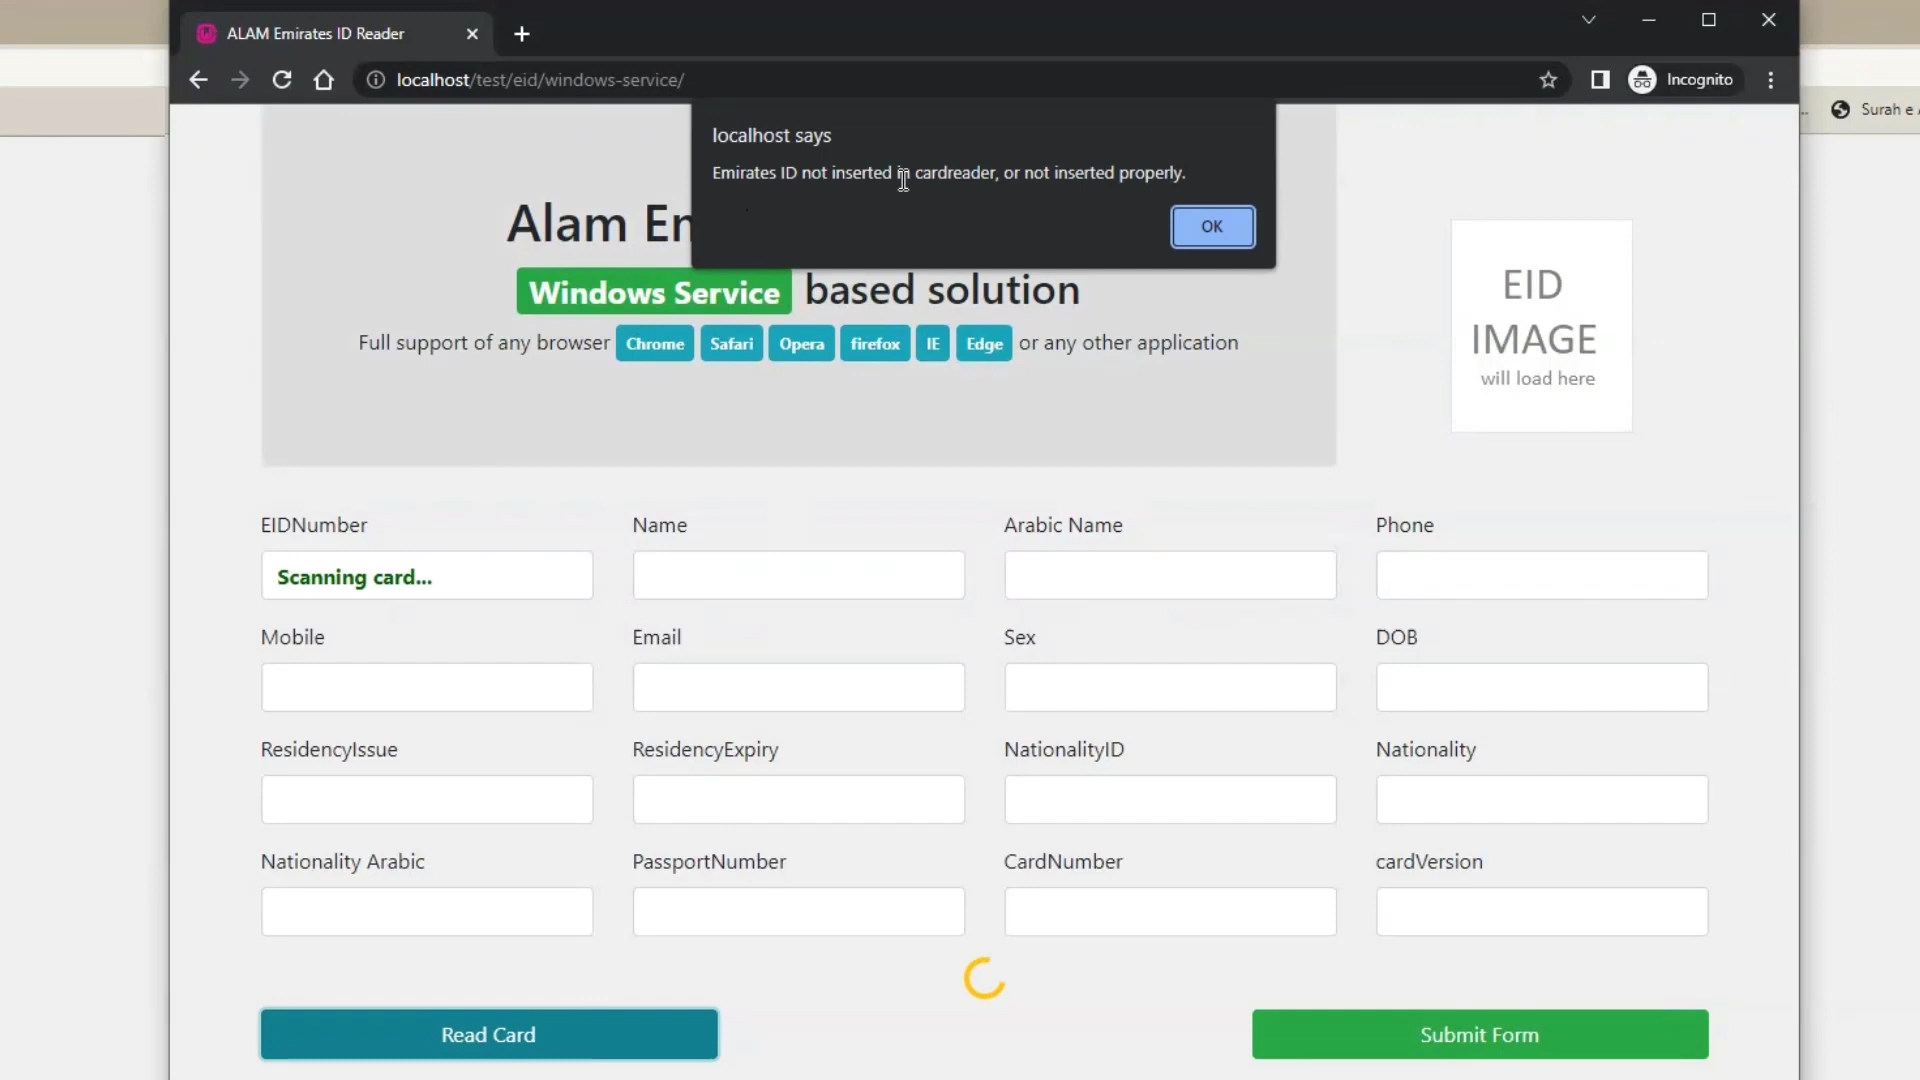 ALAM Emirates ID Reader
localhost/test/eid/windows-service/
Incognito
Surah e
localhost says
Emirates ID not inserted in cardreader, or not inserted properly.
OK
Alam
Windows Service based solution
Full support of any browser Chrome Safari Opera firefox IE Edge or any other application
EID
IMAGE
will load here
EIDNumber Name Arabic Name Phone
Scanning card...
Mobile Email Sex DOB
ResidencyIssue ResidencyExpiry NationalityID Nationality
Nationality Arabic PassportNumber CardNumber cardVersion
Read Card Submit Form